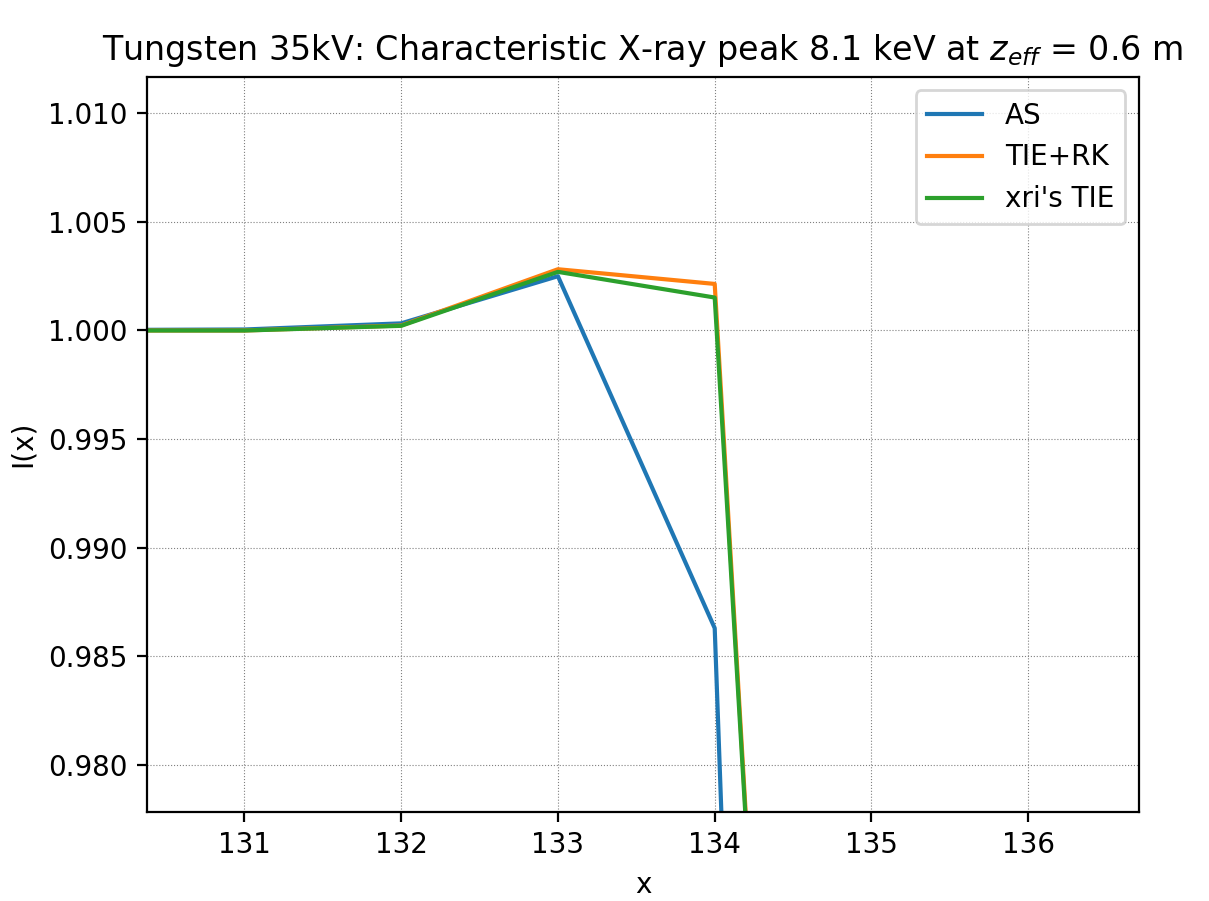 Tungsten 35kV: Characteristic X-ray peak 8.1 keV at z_eff = 0.6 m
AS
TIE+RK
xri's TIE
1.010
1.005
1.000
0.995
0.990
0.985
0.980
I(x)
131 132 133 134 135 136
x